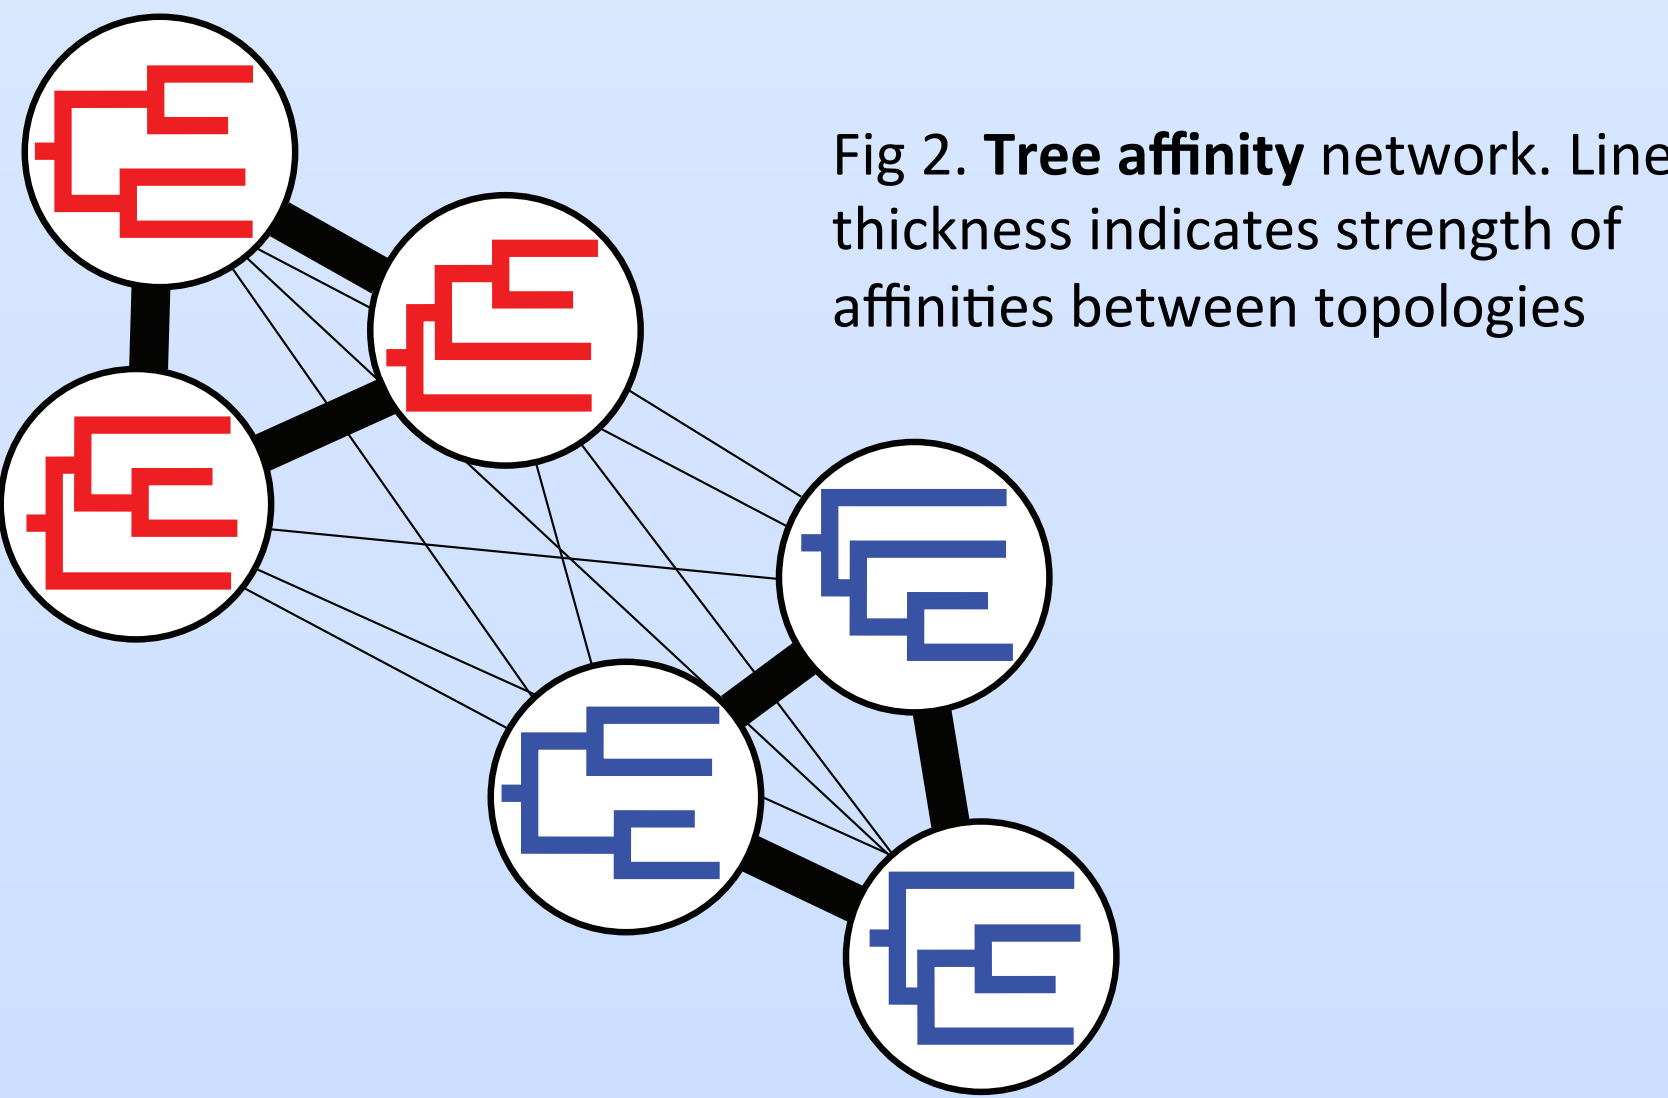 Fig 2. Tree affinity network. Line
thickness indicates strength of
affinities between topologies